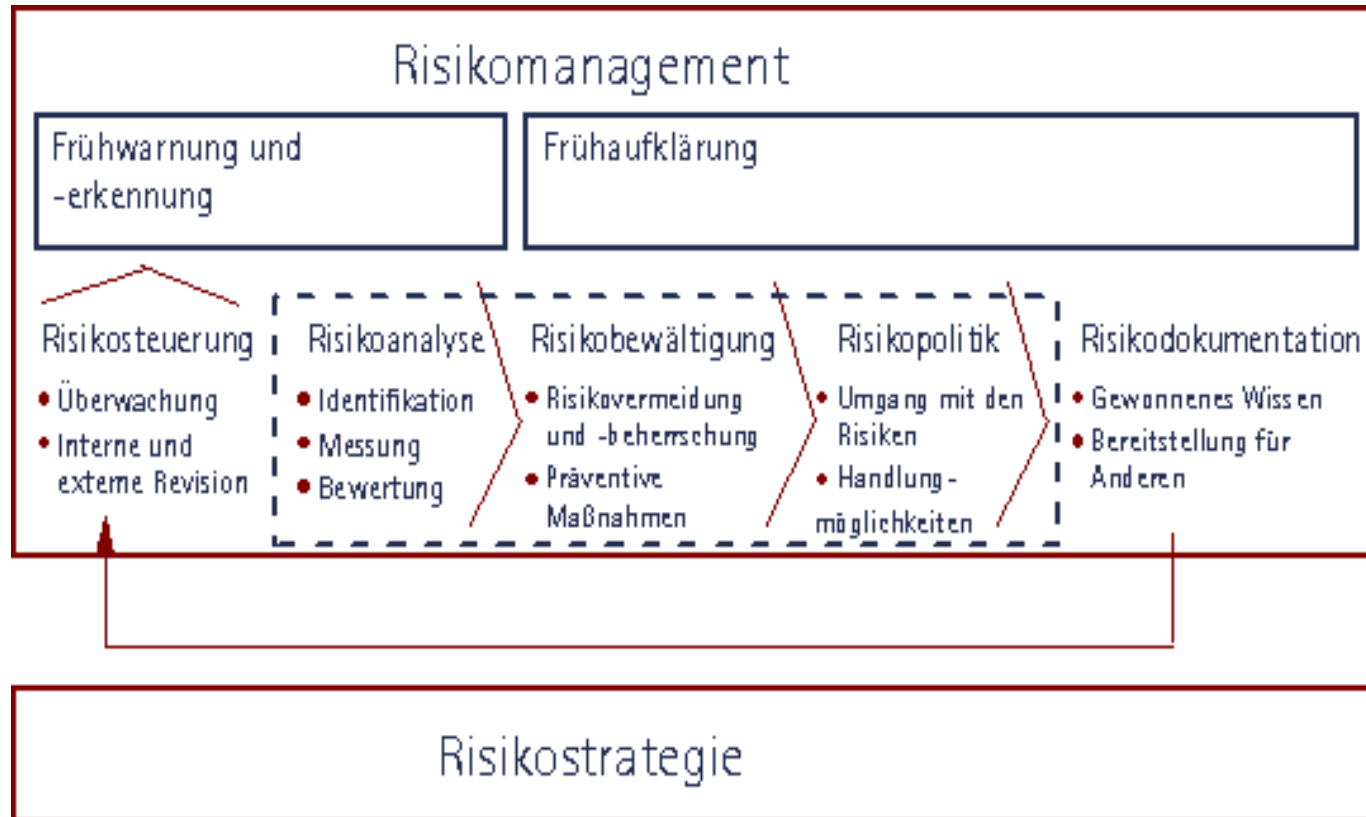 Risikomanagement
Frühwarnung und
-erkennung
Frühaufklärung
Risikosteuerung
• Überwachung
• Interne und
externe Revision
Risikoanalyse
• Identifikation
• Messung
• Bewertung
Risikobewältigung
• Risikovermeidung
und -beherrschung
• Präventive
Maßnahmen
Risikopolitik
• Umgang mit den
Risiken
• Handlung-
möglichkeiten
Risikodokumentation
• Gewonnenes Wissen
• Bereitstellung für
Anderen
Risikostrategie